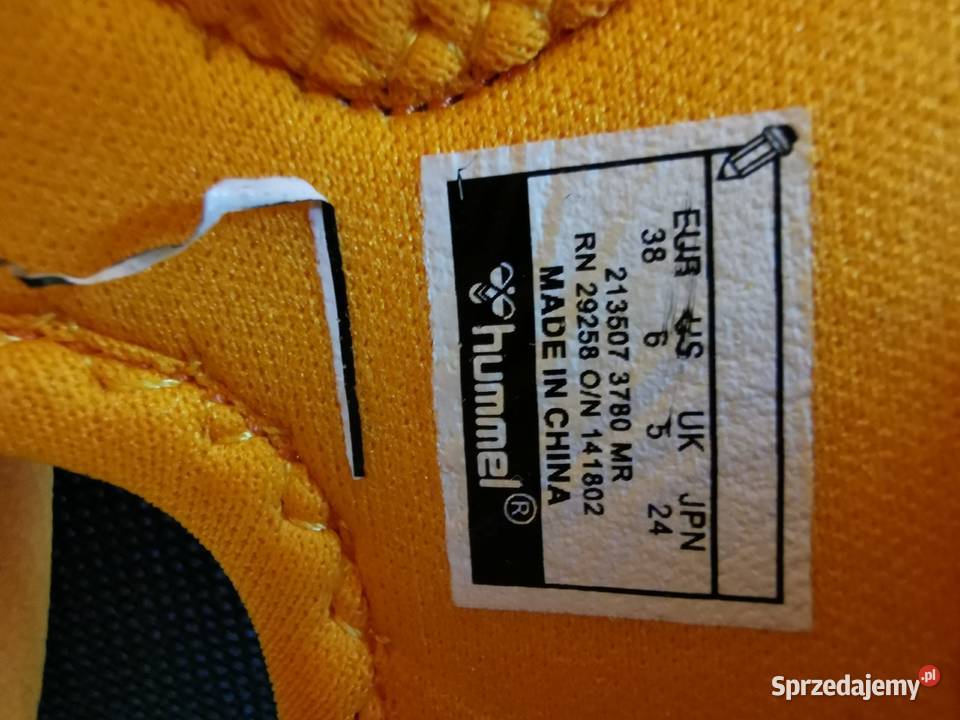 EUR US UK JPN
38 6 5 24
213507 3780 MR
RN 29258 O/N 141802
MADE IN CHINA
hummel®
Sprzedajemy.pl